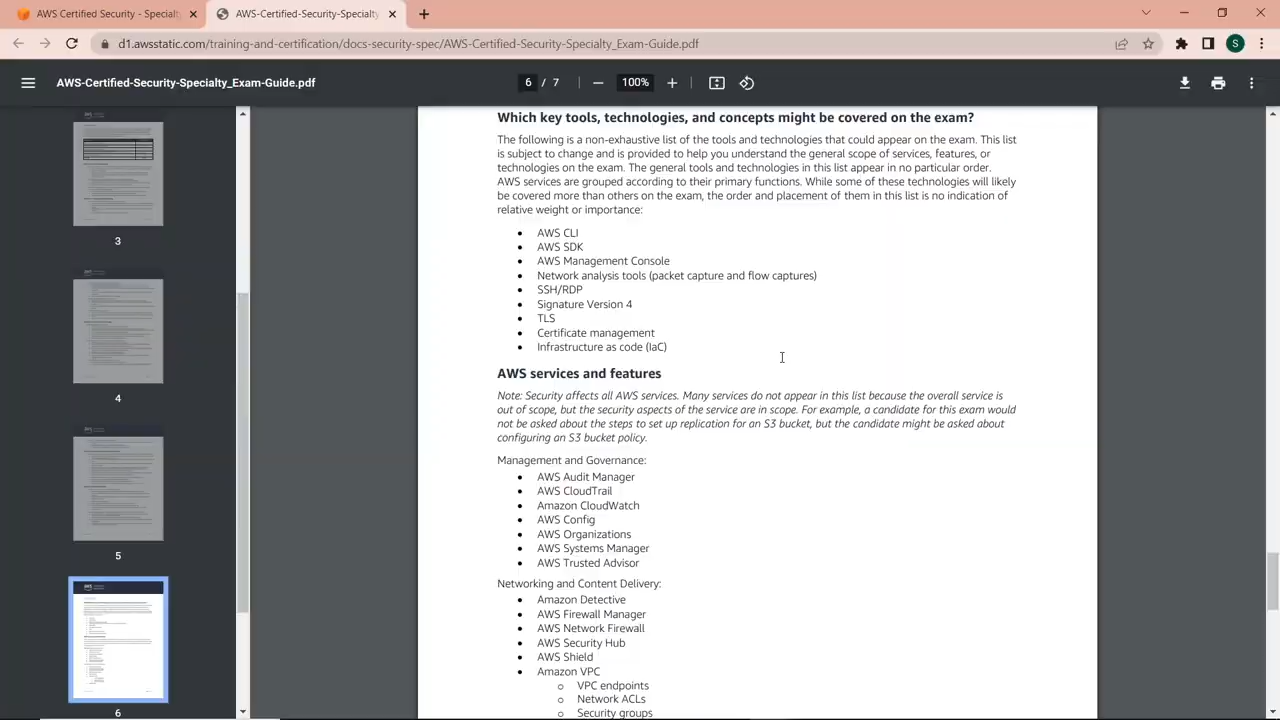 AWS Certified Security - Specialty
AWS-Certified-Security-Specialty
d1.awsstatic.com/training-and-certification/docs-security-spec/AWS-Certified-Security-Specialty_Exam-Guide.pdf
S
AWS-Certified-Security-Specialty_Exam-Guide.pdf
6 / 7
100%
Which key tools, technologies, and concepts might be covered on the exam?
The following is a non-exhaustive list of the tools and technologies that could appear on the exam. This list
is subject to change and is provided to help you understand the general scope of services, features, or
technologies on the exam. The general tools and technologies in this list appear in no particular order.
AWS services are grouped according to their primary functions. While some of these technologies will likely
be covered more than others on the exam, the order and placement of them in this list is no indication of
relative weight or importance:
• AWS CLI
• AWS SDK
• AWS Management Console
• Network analysis tools (packet capture and flow captures)
• SSH/RDP
• Signature Version 4
• TLS
• Certificate management
• Infrastructure as code (IaC)
AWS services and features
Note: Security affects all AWS services. Many services do not appear in this list because the overall service is
out of scope, but the security aspects of the service are in scope. For example, a candidate for this exam would
not be asked about the steps to set up replication for an S3 bucket, but the candidate might be asked about
configuring an S3 bucket policy.
Management and Governance:
• AWS Audit Manager
• AWS CloudTrail
• Amazon CloudWatch
• AWS Config
• AWS Organizations
• AWS Systems Manager
• AWS Trusted Advisor
Networking and Content Delivery:
• Amazon Detective
• AWS Firewall Manager
• AWS Network Firewall
• AWS Security Hub
• AWS Shield
• Amazon VPC
o VPC endpoints
o Network ACLs
o Security groups
3
4
5
6